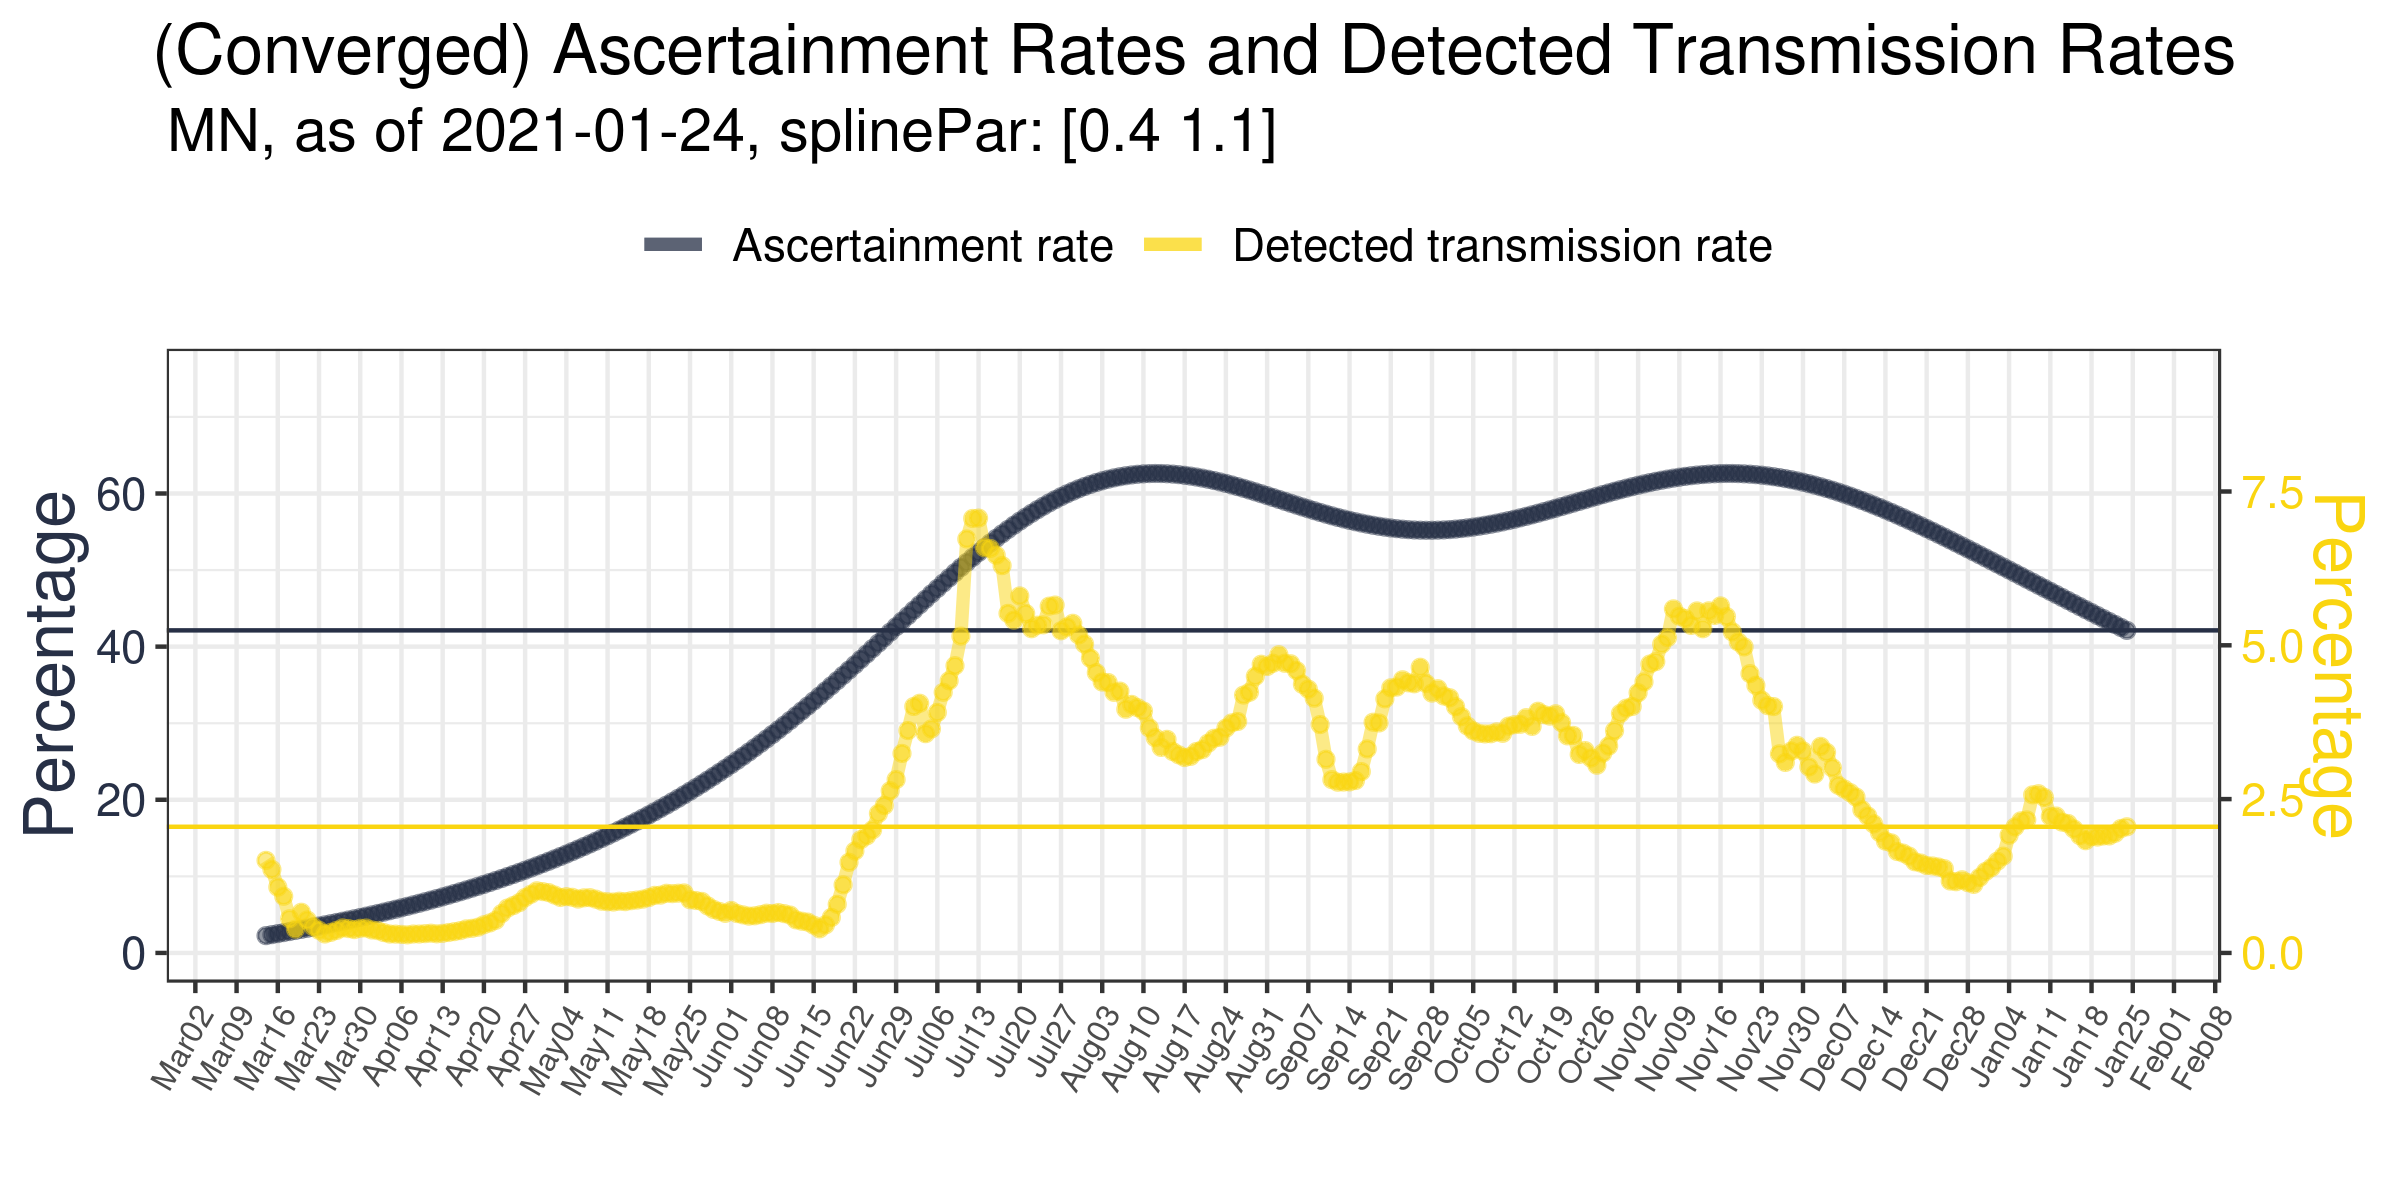 (Converged) Ascertainment Rates and Detected Transmission Rates
MN, as of 2021-01-24, splinePar: [0.4 1.1]
Ascertainment rate
Detected transmission rate
Percentage
60
40
20
0
7.5
5.0
2.5
0.0
Percentage
Mar02
Mar09
Mar16
Mar23
Mar30
Apr06
Apr13
Apr20
Apr27
May04
May11
May18
May25
Jun01
Jun08
Jun15
Jun22
Jun29
Jul06
Jul13
Jul20
Jul27
Aug03
Aug10
Aug17
Aug24
Aug31
Sep07
Sep14
Sep21
Sep28
Oct05
Oct12
Oct19
Oct26
Nov02
Nov09
Nov16
Nov23
Nov30
Dec07
Dec14
Dec21
Dec28
Jan04
Jan11
Jan18
Jan25
Feb01
Feb08